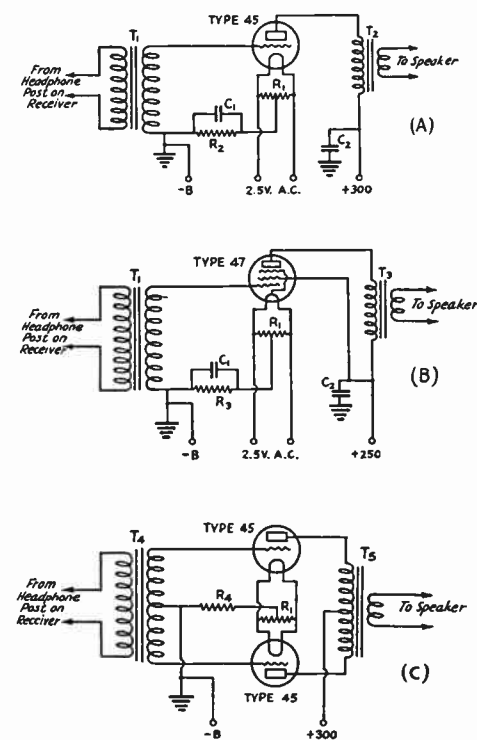 TYPE 45
T1
T2
From
Headphone
Post on
Receiver
To Speaker
R1
C1
R2
C2
(A)
-B
2.5V. A.C.
+300
TYPE 47
T1
T3
From
Headphone
Post on
Receiver
To Speaker
R1
C1
R3
C2
(B)
-B
2.5V. A.C.
+250
TYPE 45
T4
T5
From
Headphone
Post on
Receiver
R4
R1
To Speaker
(C)
TYPE 45
-B
+300